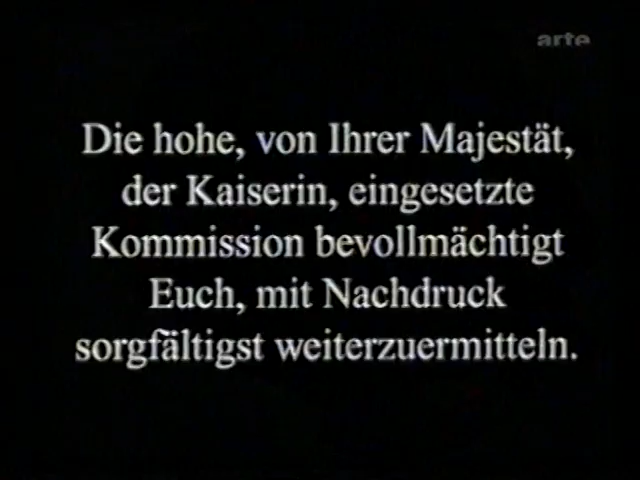 arte
Die hohe, von Ihrer Majestät,
der Kaiserin, eingesetzte
Kommission bevollmächtigt
Euch, mit Nachdruck
sorgfältigst weiterzuermitteln.